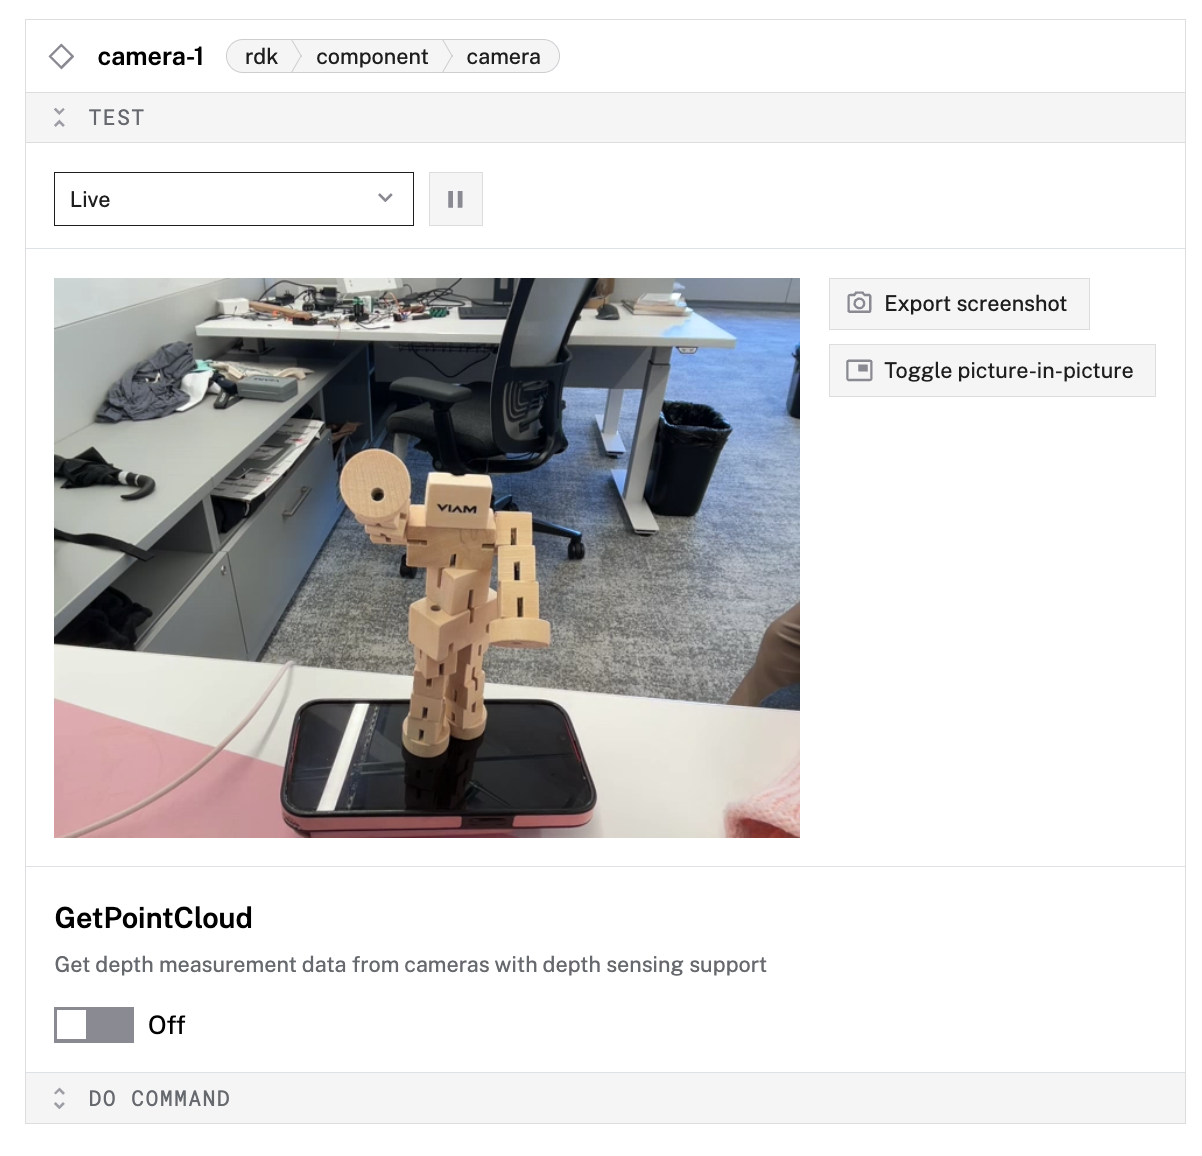 camera-1 rdk component camera
TEST
Live
Export screenshot
Toggle picture-in-picture
VIAM
GetPointCloud
Get depth measurement data from cameras with depth sensing support
Off
DO COMMAND